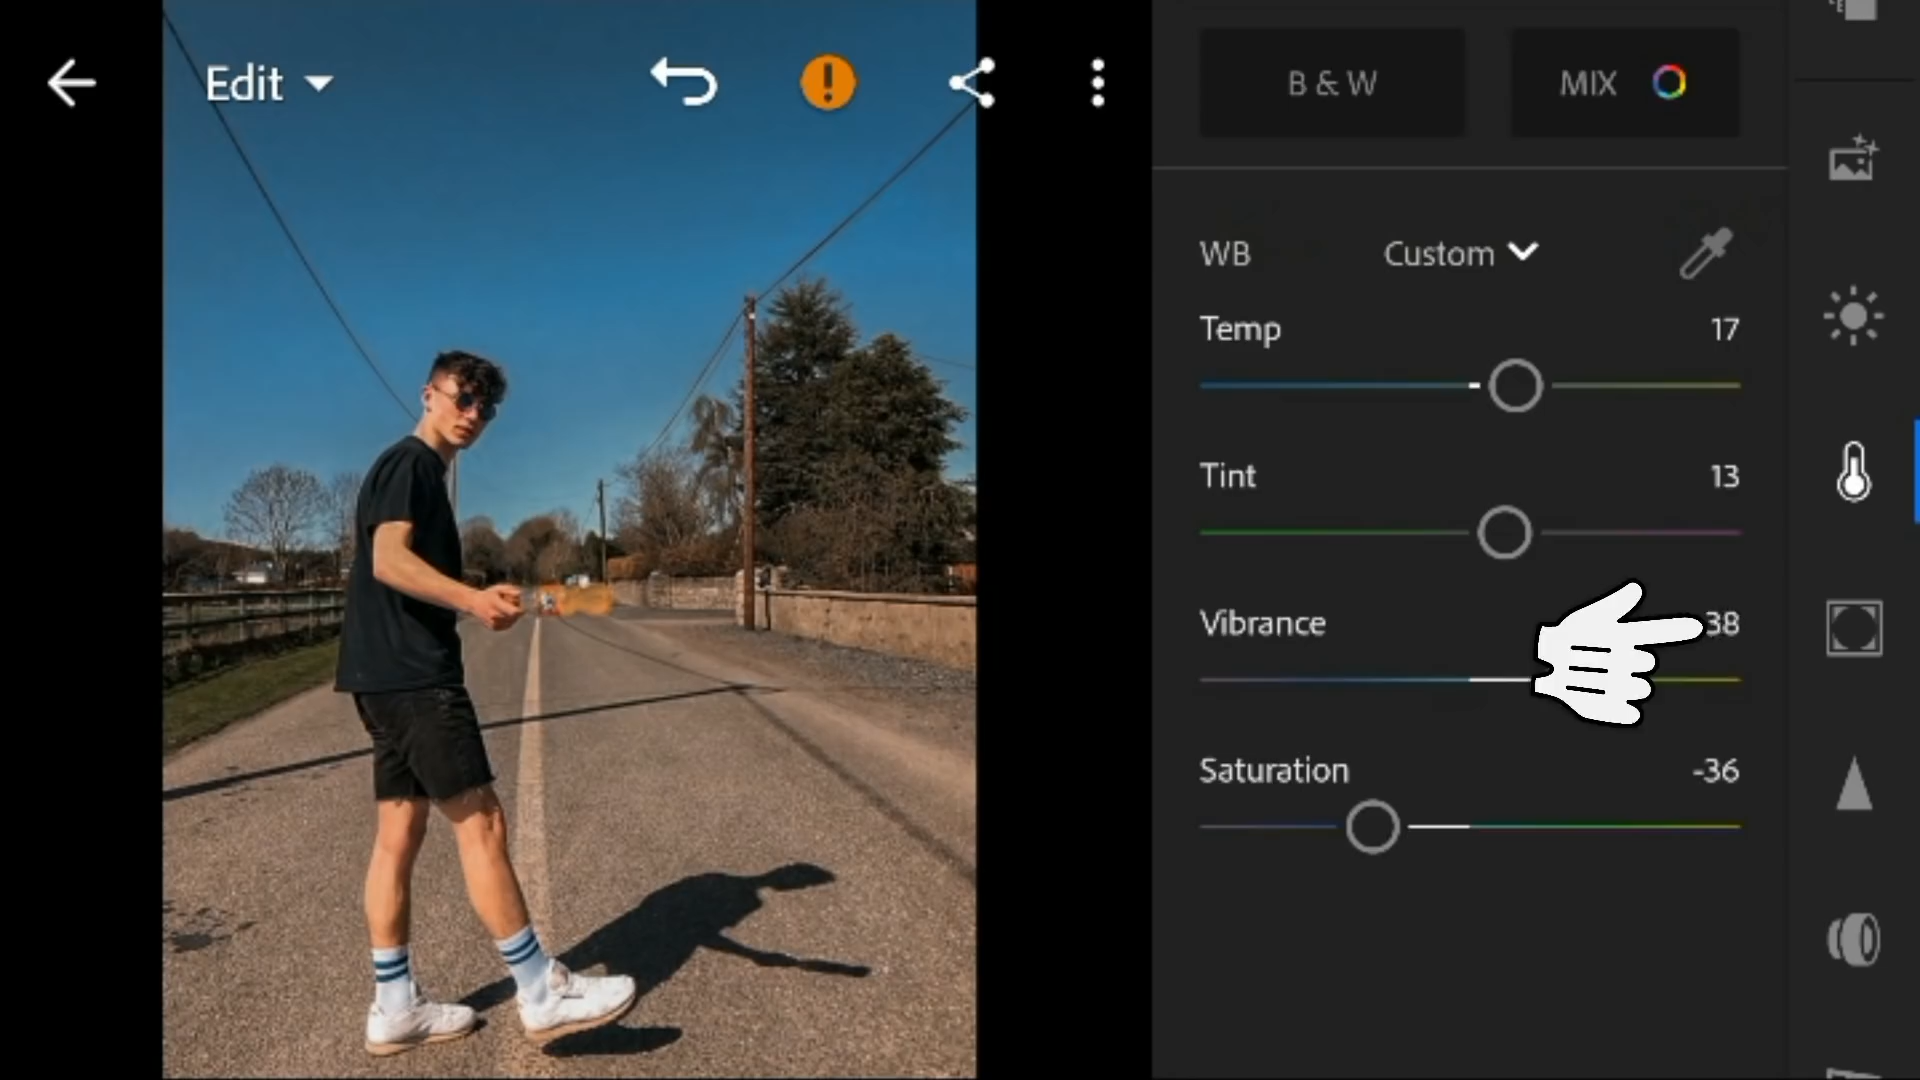 Edit
B & W
MIX
WB Custom
Temp 17
Tint 13
Vibrance 38
Saturation -36